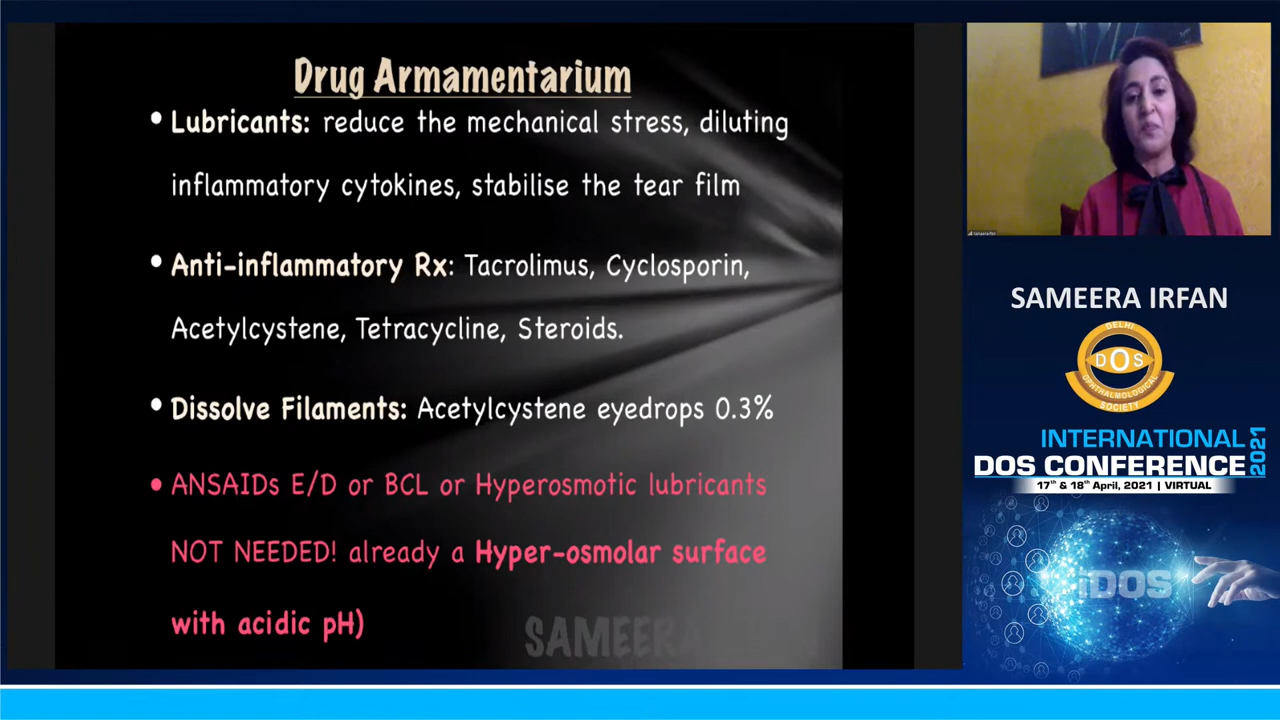 Drug Armamentarium
• Lubricants: reduce the mechanical stress, diluting
inflammatory cytokines, stabilise the tear film
• Anti-inflammatory Rx: Tacrolimus, Cyclosporin,
Acetylcystene, Tetracycline, Steroids.
• Dissolve Filaments: Acetylcystene eyedrops 0.3%
• ANSAIDs E/D or BCL or Hyperosmotic lubricants
NOT NEEDED! already a Hyper-osmolar surface
with acidic pH)
SAMEERA
SAMEERA IRFAN
DELHI
DOS
OPHTHALMOLOGICAL
SOCIETY
INTERNATIONAL
DOS CONFERENCE
2021
17th & 18th April, 2021 | VIRTUAL
iDOS